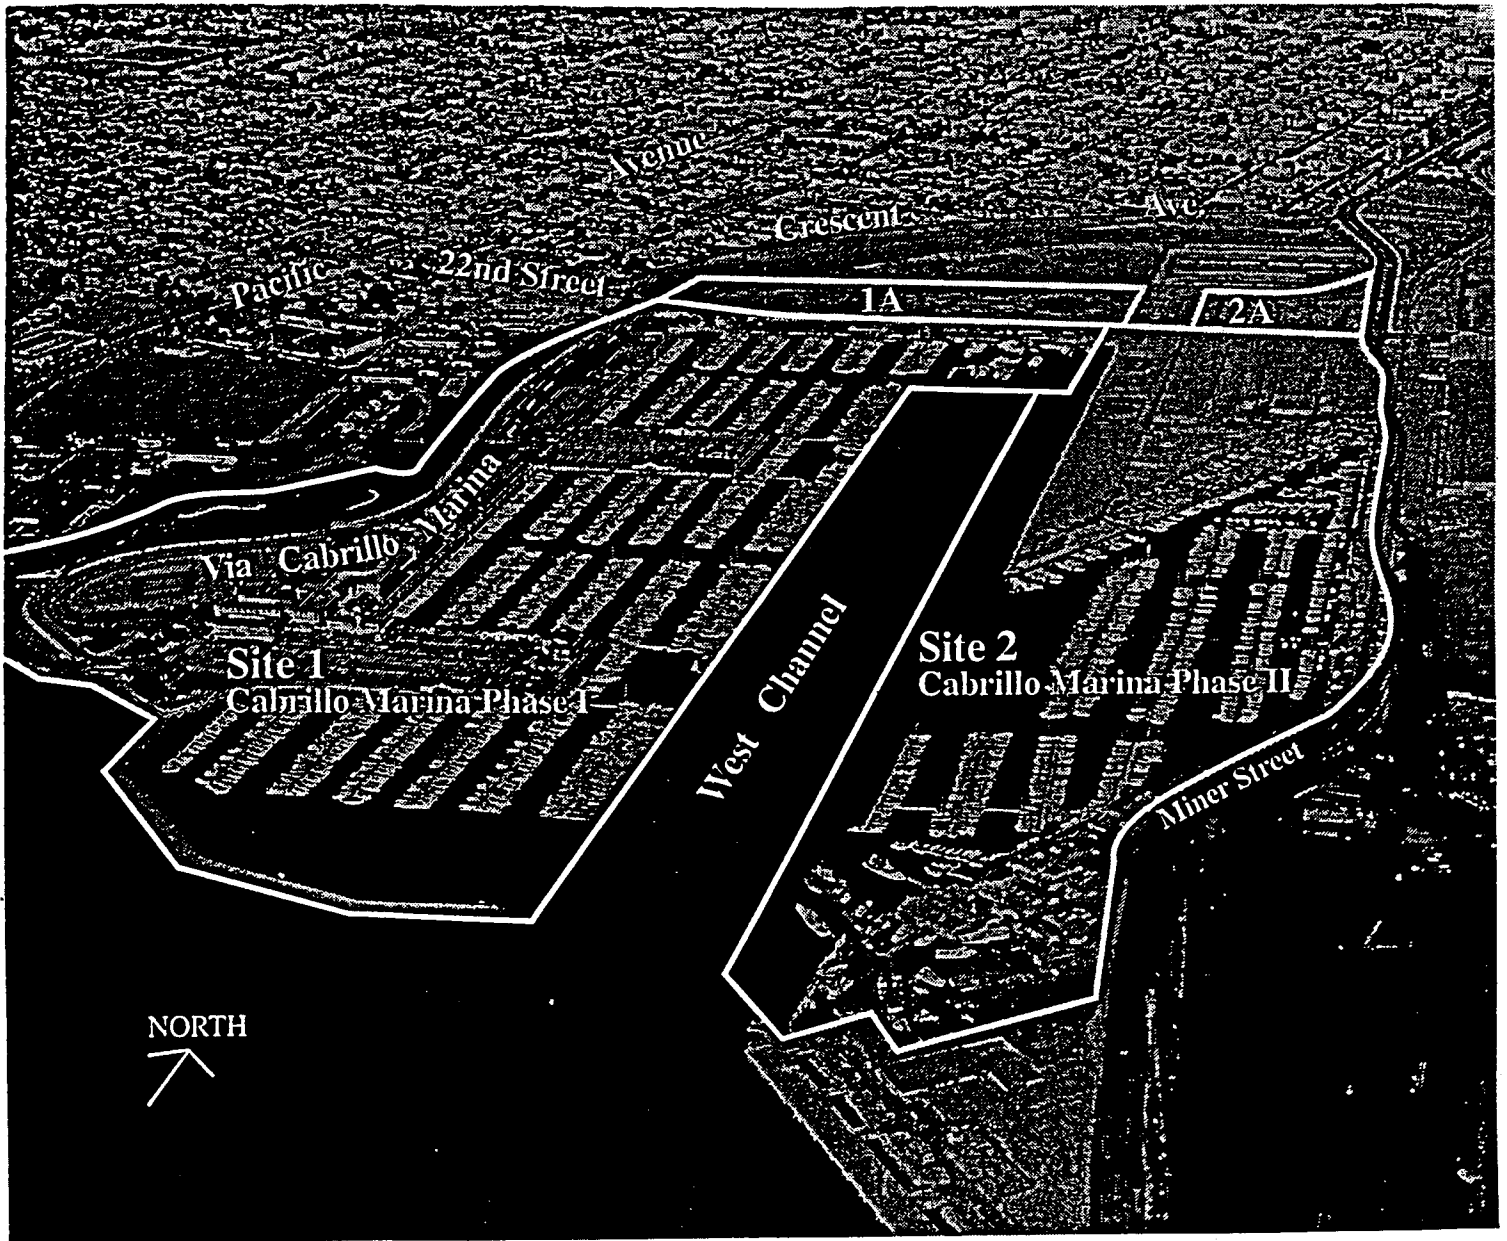 Avenue
Crescent Ave.
Pacific
22nd Street
1A
2A
Via Cabrillo Marina
Site 1
Cabrillo Marina Phase I
West Channel
Site 2
Cabrillo Marina Phase II
Miner Street
NORTH